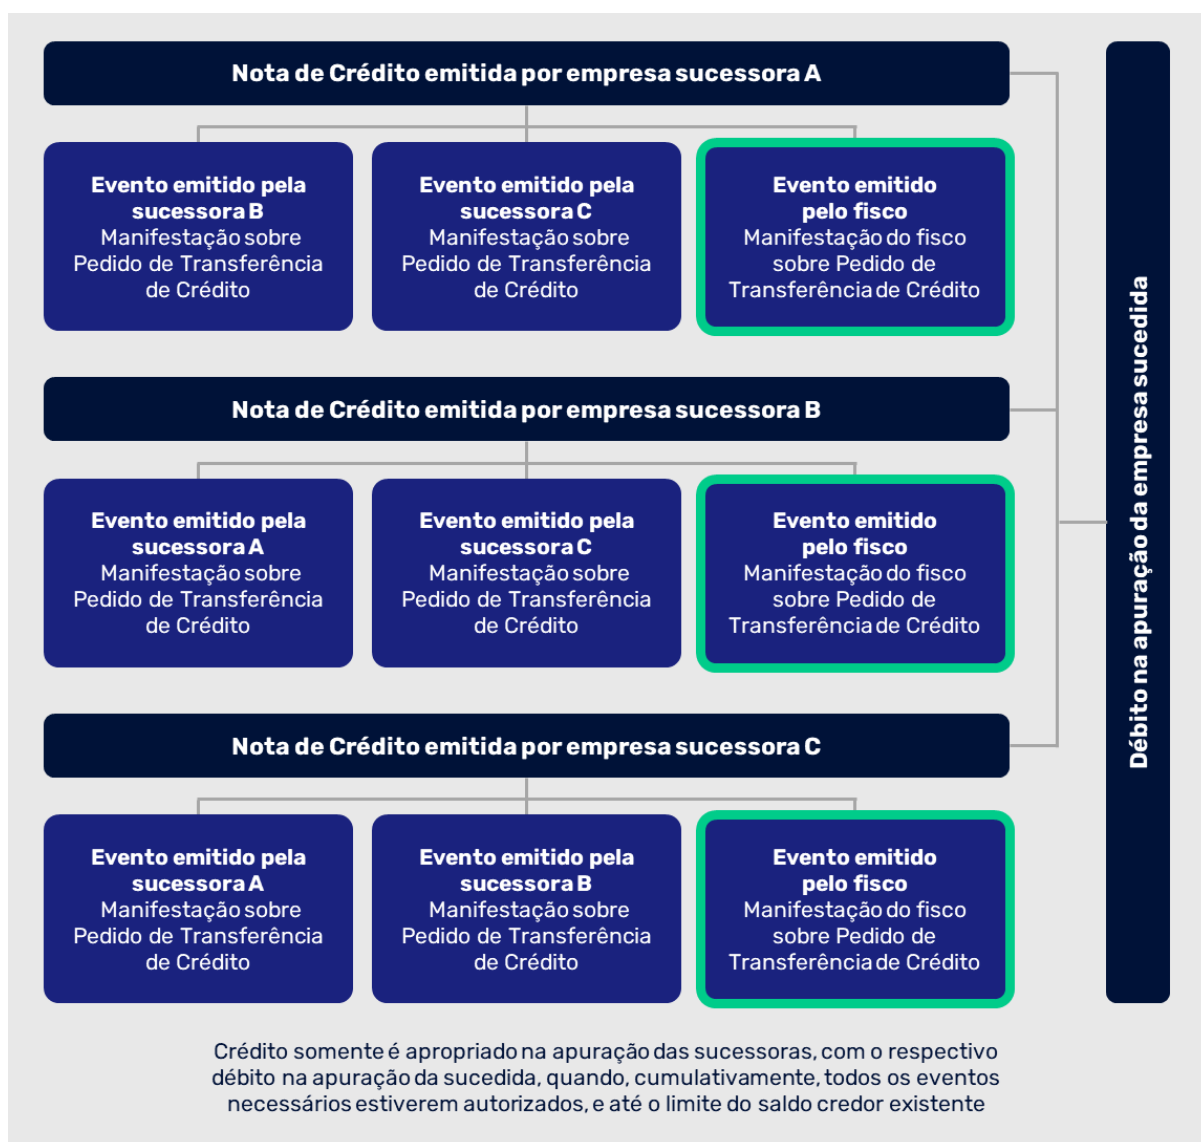 Nota de Crédito emitida por empresa sucessora A
Evento emitido pela
sucessora B
Manifestação sobre
Pedido de Transferência
de Crédito
Evento emitido pela
sucessora C
Manifestação sobre
Pedido de Transferência
de Crédito
Evento emitido
pelo fisco
Manifestação do fisco
sobre Pedido de
Transferência de Crédito
Nota de Crédito emitida por empresa sucessora B
Evento emitido pela
sucessora A
Manifestação sobre
Pedido de Transferência
de Crédito
Evento emitido pela
sucessora C
Manifestação sobre
Pedido de Transferência
de Crédito
Evento emitido
pelo fisco
Manifestação do fisco
sobre Pedido de
Transferência de Crédito
Nota de Crédito emitida por empresa sucessora C
Evento emitido pela
sucessora A
Manifestação sobre
Pedido de Transferência
de Crédito
Evento emitido pela
sucessora B
Manifestação sobre
Pedido de Transferência
de Crédito
Evento emitido
pelo fisco
Manifestação do fisco
sobre Pedido de
Transferência de Crédito
Débito na apuração da empresa sucedida
Crédito somente é apropriado na apuração das sucessoras, com o respectivo
débito na apuração da sucedida, quando, cumulativamente, todos os eventos
necessários estiverem autorizados, e até o limite do saldo credor existente